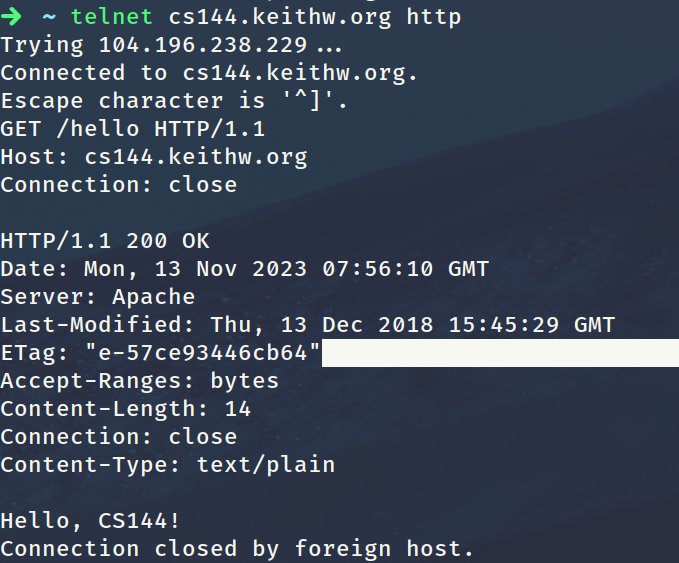 ➜ ~ telnet cs144.keithw.org http
Trying 104.196.238.229...
Connected to cs144.keithw.org.
Escape character is '^]'.
GET /hello HTTP/1.1
Host: cs144.keithw.org
Connection: close

HTTP/1.1 200 OK
Date: Mon, 13 Nov 2023 07:56:10 GMT
Server: Apache
Last-Modified: Thu, 13 Dec 2018 15:45:29 GMT
ETag: "e-57ce93446cb64"
Accept-Ranges: bytes
Content-Length: 14
Connection: close
Content-Type: text/plain

Hello, CS144!
Connection closed by foreign host.